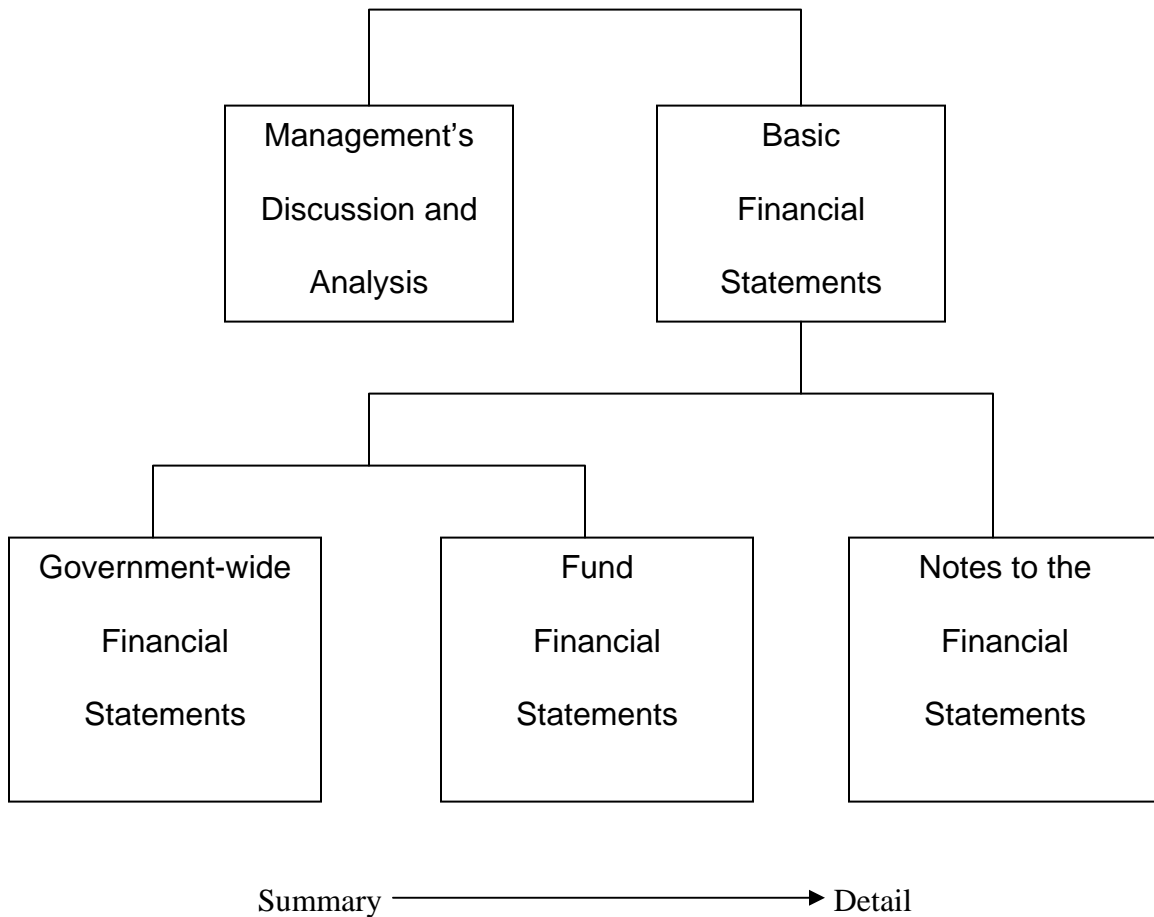 Management’s
Discussion and
Analysis
Basic
Financial
Statements
Government-wide
Financial
Statements
Fund
Financial
Statements
Notes to the
Financial
Statements
Summary
Detail